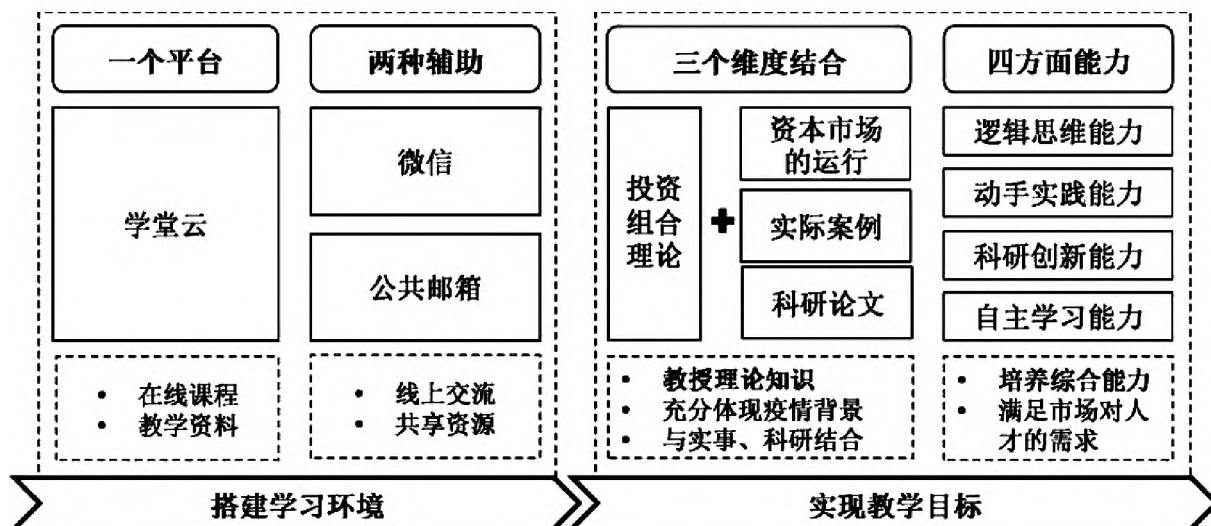 一个平台
两种辅助
三个维度结合
四方面能力
学堂云
微信
公共邮箱
投资
组合
理论
+
资本市场
的运行
实际案例
科研论文
逻辑思维能力
动手实践能力
科研创新能力
自主学习能力
• 在线课程
• 教学资料
• 线上交流
• 共享资源
• 教授理论知识
• 充分体现疫情背景
• 与实事、科研结合
• 培养综合能力
• 满足市场对人
才的需求
搭建学习环境
实现教学目标